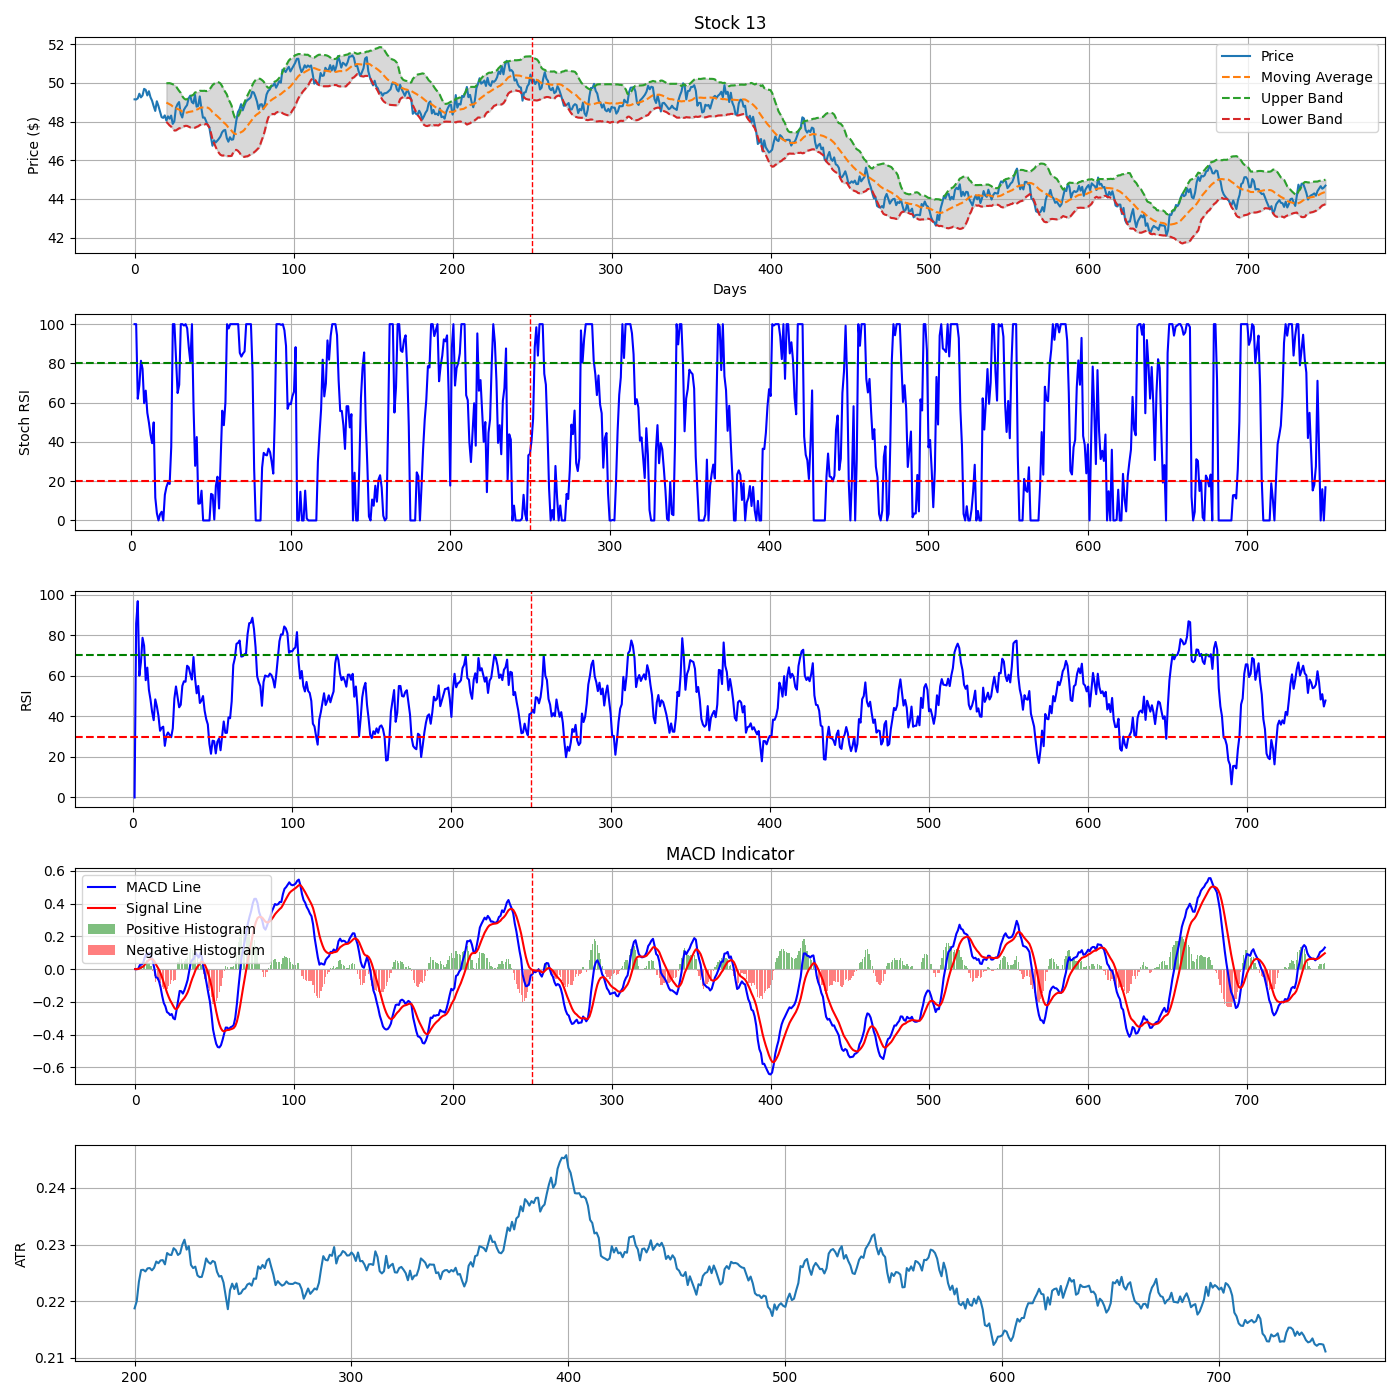 Stock 13
52
50
48
46
44
42
Price ($)
Price
Moving Average
Upper Band
Lower Band
0 100 200 300 400 500 600 700
Days
100
80
60
40
20
0
Stoch RSI
0 100 200 300 400 500 600 700
100
80
60
40
20
0
RSI
0 100 200 300 400 500 600 700
MACD Indicator
0.6
0.4
0.2
0.0
−0.2
−0.4
−0.6
MACD Line
Signal Line
Positive Histogram
Negative Histogram
0 100 200 300 400 500 600 700
0.24
0.23
0.22
0.21
ATR
200 300 400 500 600 700